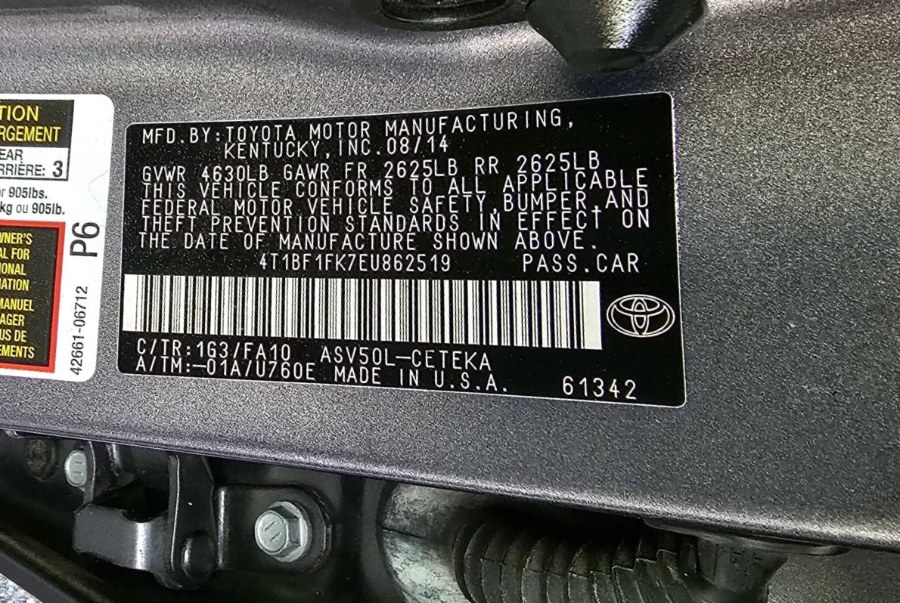 TION
RGEMENT
EAR
RRIÈRE: 3
or 905lbs.
kg ou 905lb.
WNER'S
AL FOR
IONAL
ATION
MANUEL
AGER
US DE
EMENTS
P6
42661-06712
MFD. BY: TOYOTA MOTOR MANUFACTURING,
KENTUCKY, INC. 08/14
GVWR 4630LB GAWR FR 2625LB RR 2625LB
THIS VEHICLE CONFORMS TO ALL APPLICABLE
FEDERAL MOTOR VEHICLE SAFETY, BUMPER, AND
THEFT PREVENTION STANDARDS IN EFFECT ON
THE DATE OF MANUFACTURE SHOWN ABOVE.
4T1BF1FK7EU862519 PASS. CAR
C/TR: 1G3/FA10 ASV50L-CETEKA
A/TM: -01A/U760E MADE IN U.S.A. 61342